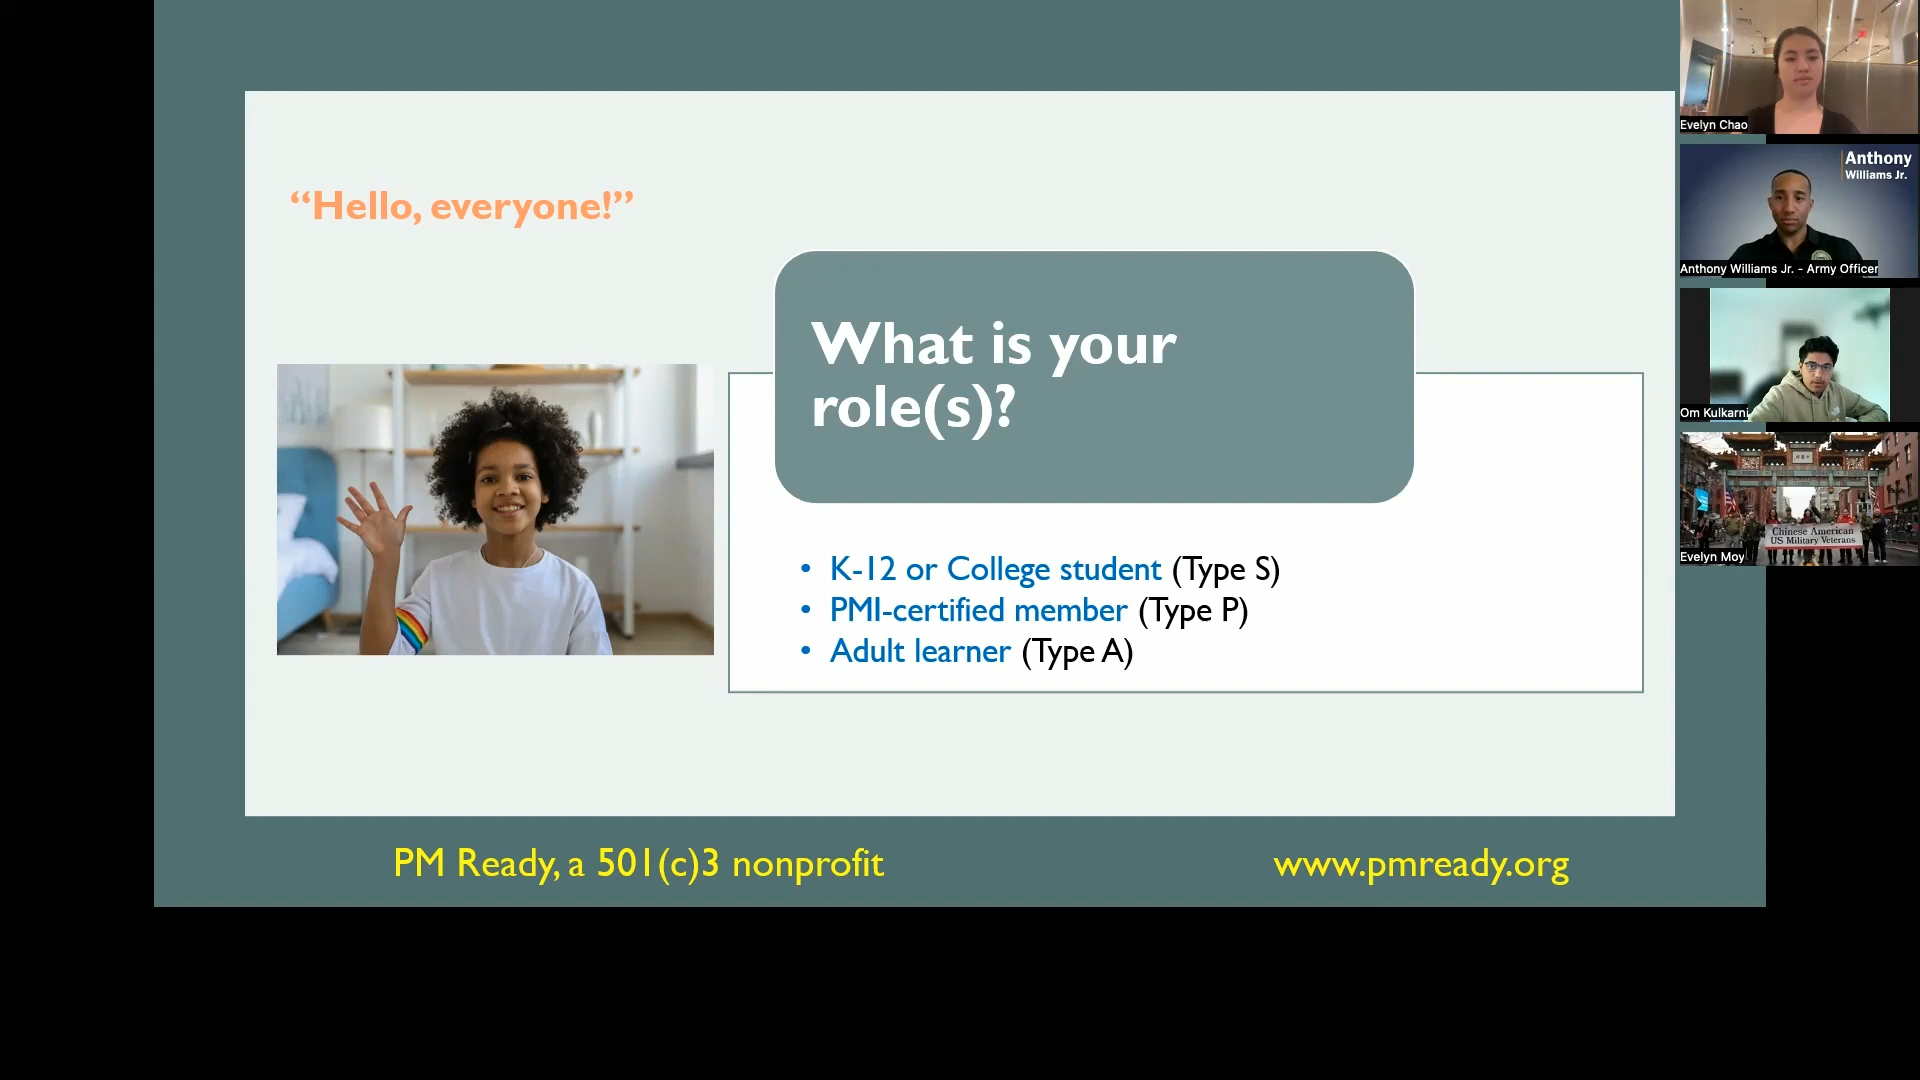 “Hello, everyone!”
What is your
role(s)?
• K-12 or College student (Type S)
• PMI-certified member (Type P)
• Adult learner (Type A)
PM Ready, a 501(c)3 nonprofit
www.pmready.org
Evelyn Chao
Anthony
Williams Jr.
Anthony Williams Jr. - Army Officer
Om Kulkarni
Chinese American
US Military Veterans
Evelyn Moy